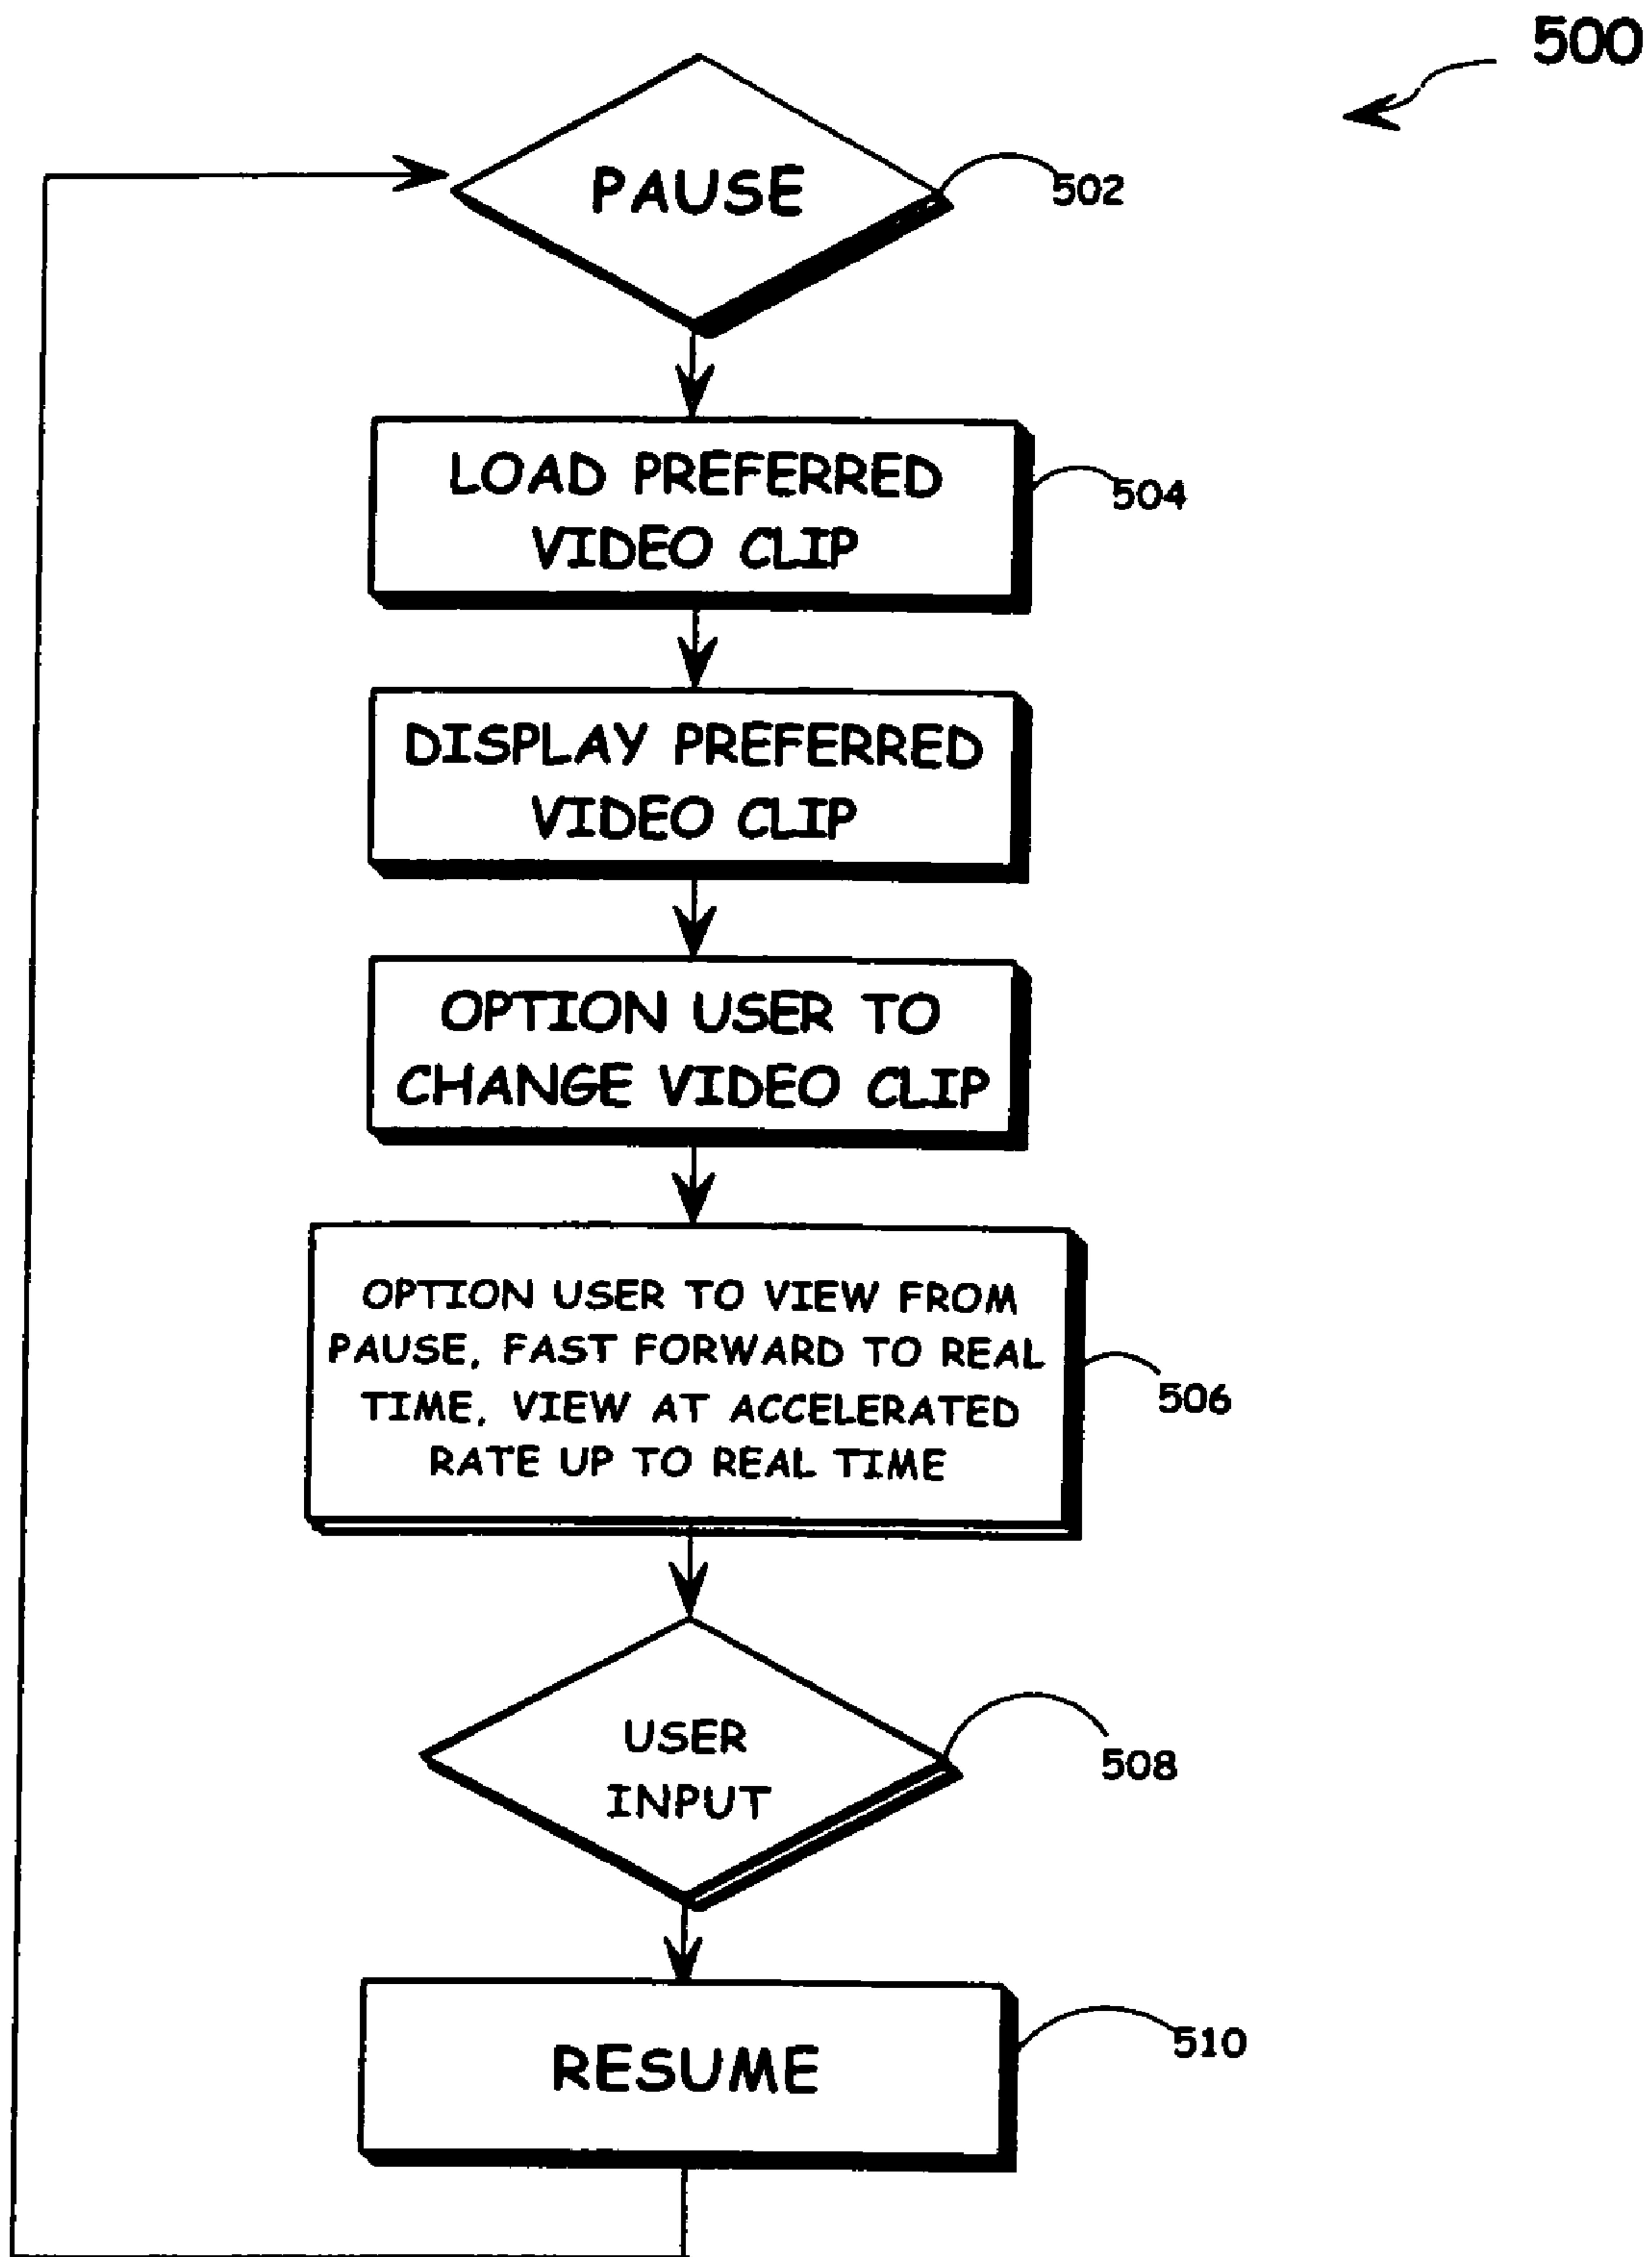 500
PAUSE
502
LOAD PREFERRED
VIDEO CLIP
504
DISPLAY PREFERRED
VIDEO CLIP
OPTION USER TO
CHANGE VIDEO CLIP
OPTION USER TO VIEW FROM
PAUSE, FAST FORWARD TO REAL
TIME, VIEW AT ACCELERATED
RATE UP TO REAL TIME
506
USER
INPUT
508
RESUME
510